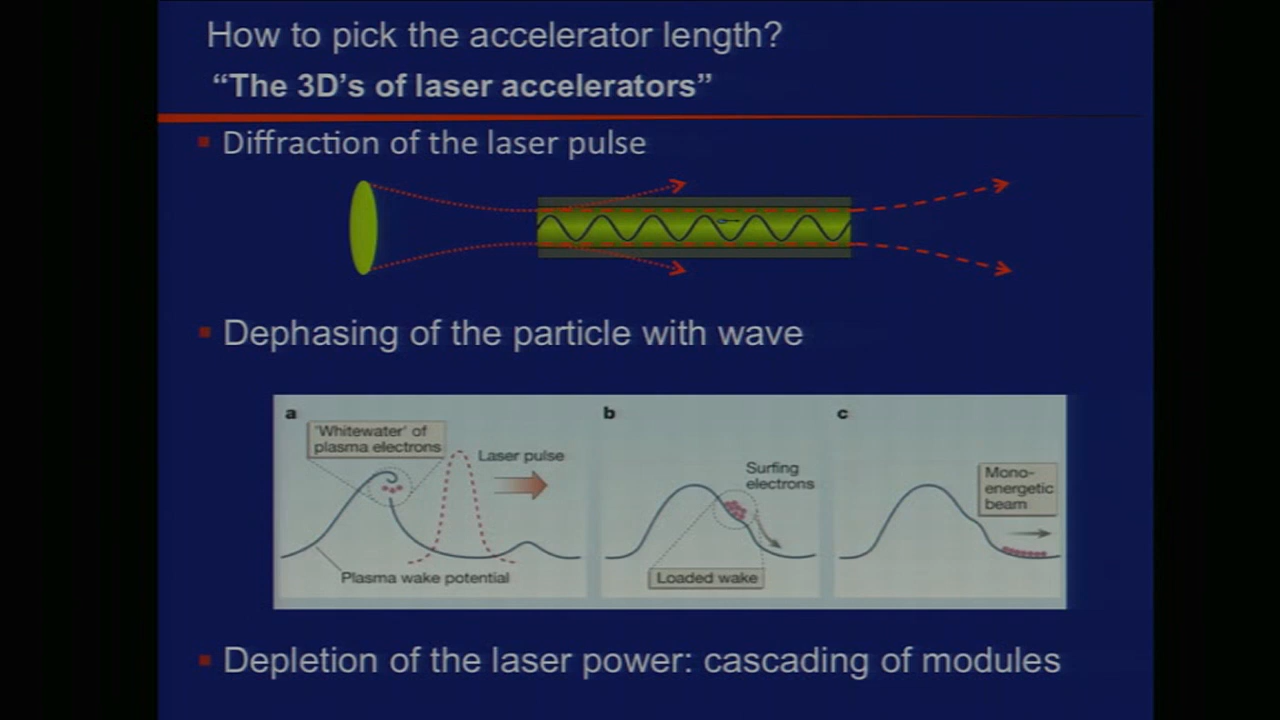 How to pick the accelerator length?
“The 3D’s of laser accelerators”
Diffraction of the laser pulse
Dephasing of the particle with wave
a
'Whitewater' of
plasma electrons
Laser pulse
Plasma wake potential
b
Surfing
electrons
Loaded wake
c
Mono-
energetic
beam
Depletion of the laser power: cascading of modules